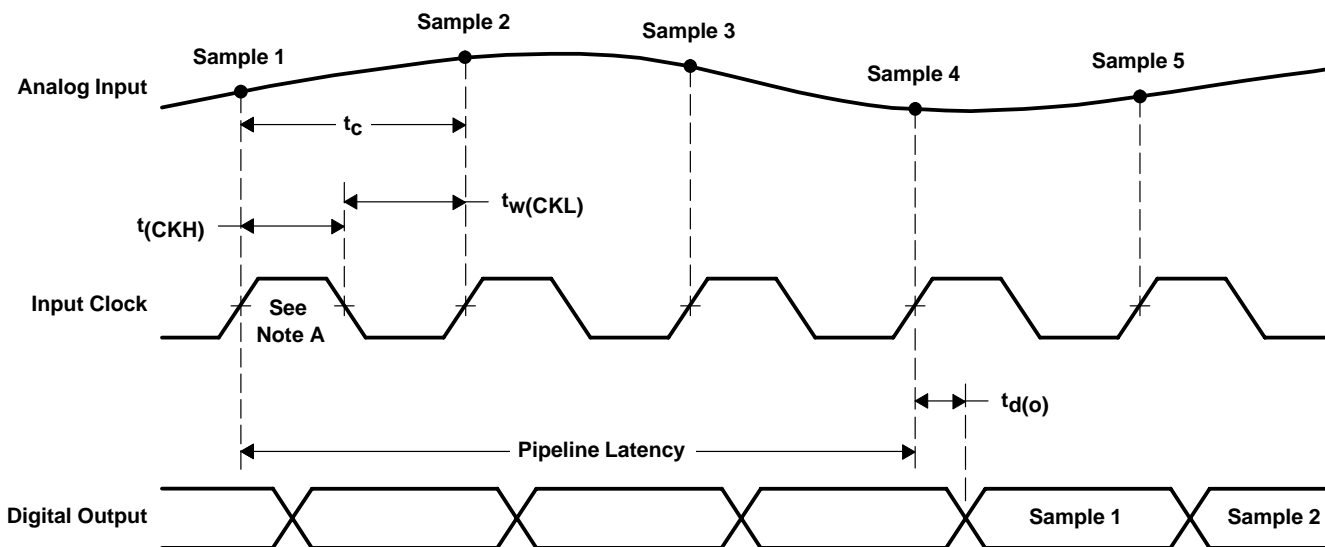 Sample 1
Sample 2
Sample 3
Sample 4
Sample 5
Analog Input
tc
tw(CKL)
t(CKH)
Input Clock
See
Note A
td(o)
Pipeline Latency
Digital Output
Sample 1
Sample 2